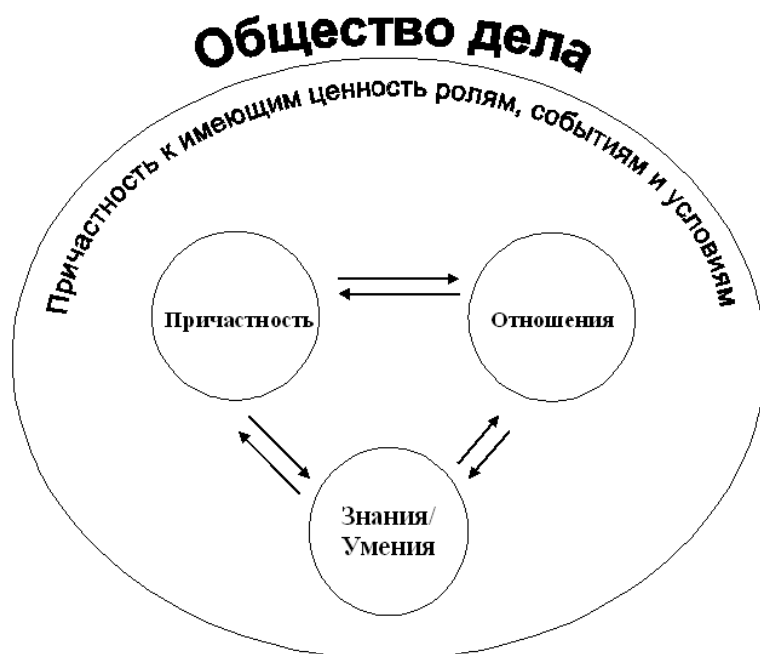 Общество дела
Причастность к имеющим ценность ролям, событиям и условиям
Причастность
Отношения
Знания/
Умения